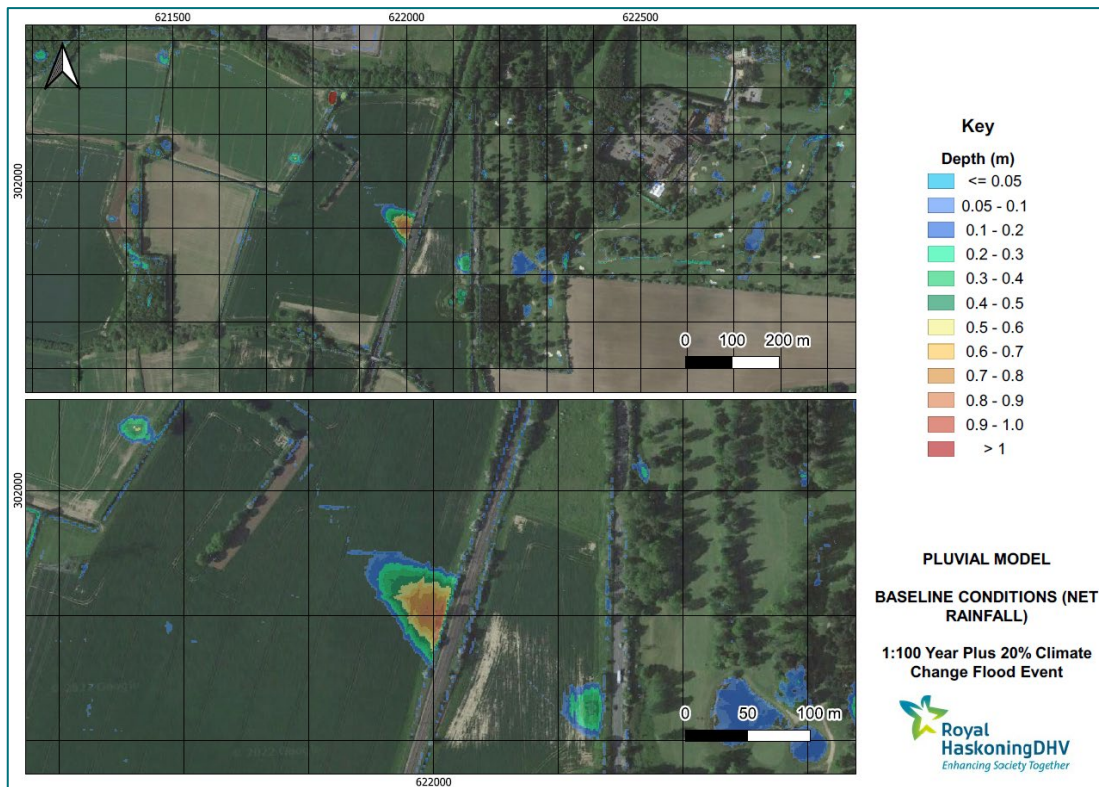 621500 622000 622500
302000
0 100 200 m
302000
0 50 100 m
622000
Key
Depth (m)
<= 0.05
0.05 - 0.1
0.1 - 0.2
0.2 - 0.3
0.3 - 0.4
0.4 - 0.5
0.5 - 0.6
0.6 - 0.7
0.7 - 0.8
0.8 - 0.9
0.9 - 1.0
> 1
PLUVIAL MODEL
BASELINE CONDITIONS (NET
RAINFALL)
1:100 Year Plus 20% Climate
Change Flood Event
Royal
HaskoningDHV
Enhancing Society Together